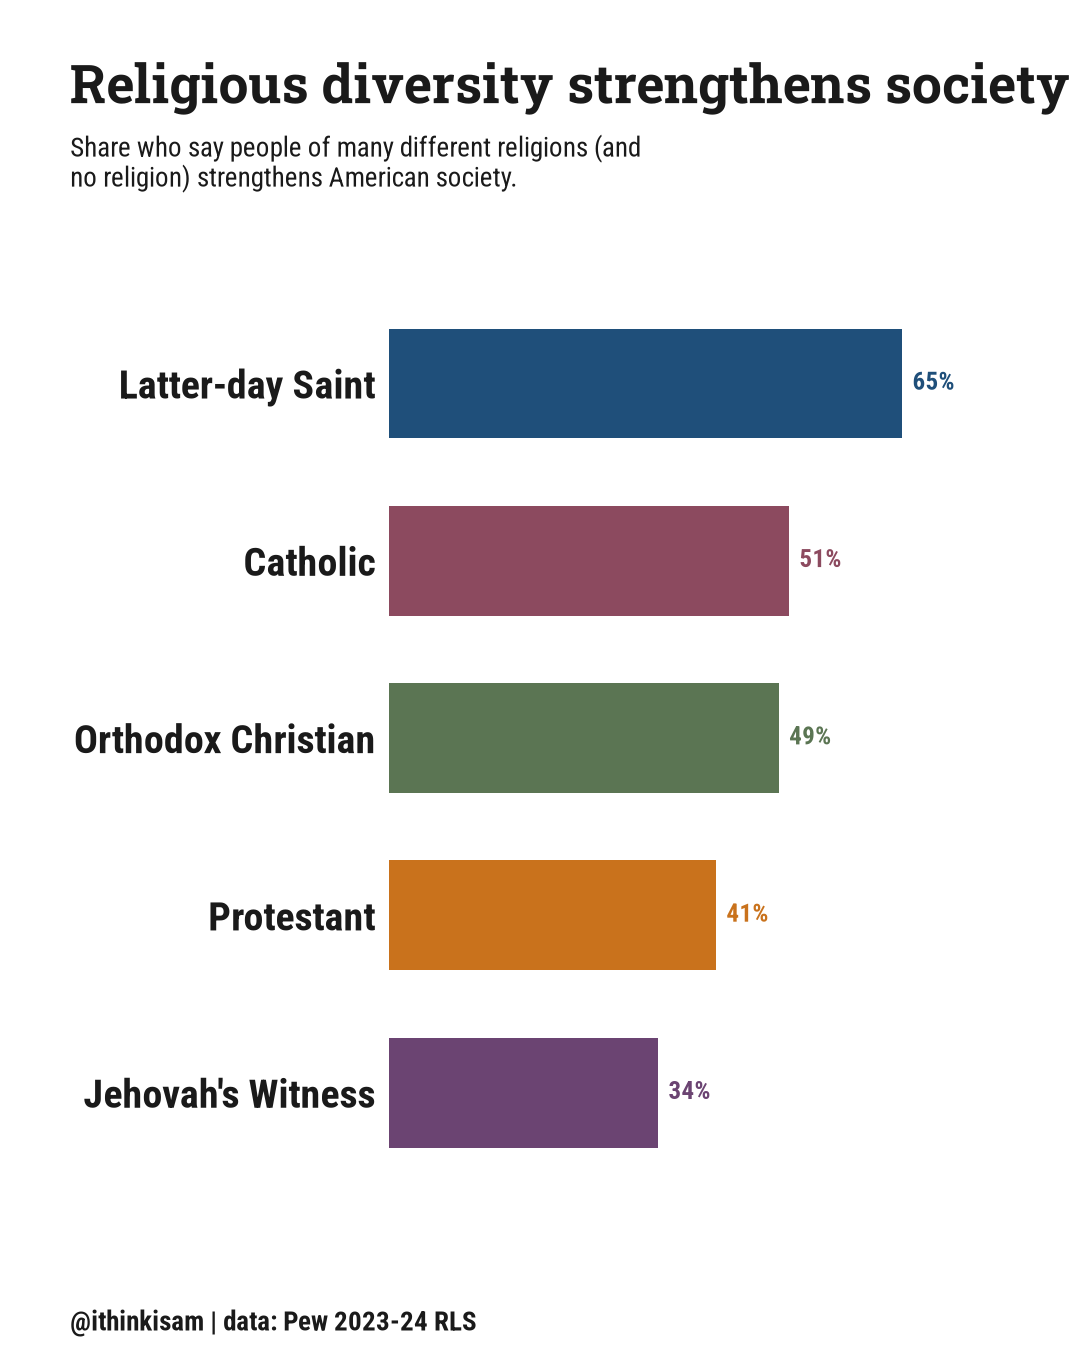 Religious diversity strengthens society
Share who say people of many different religions (and
no religion) strengthens American society.
Latter-day Saint 65%
Catholic 51%
Orthodox Christian 49%
Protestant 41%
Jehovah's Witness 34%
@ithinkisam | data: Pew 2023-24 RLS